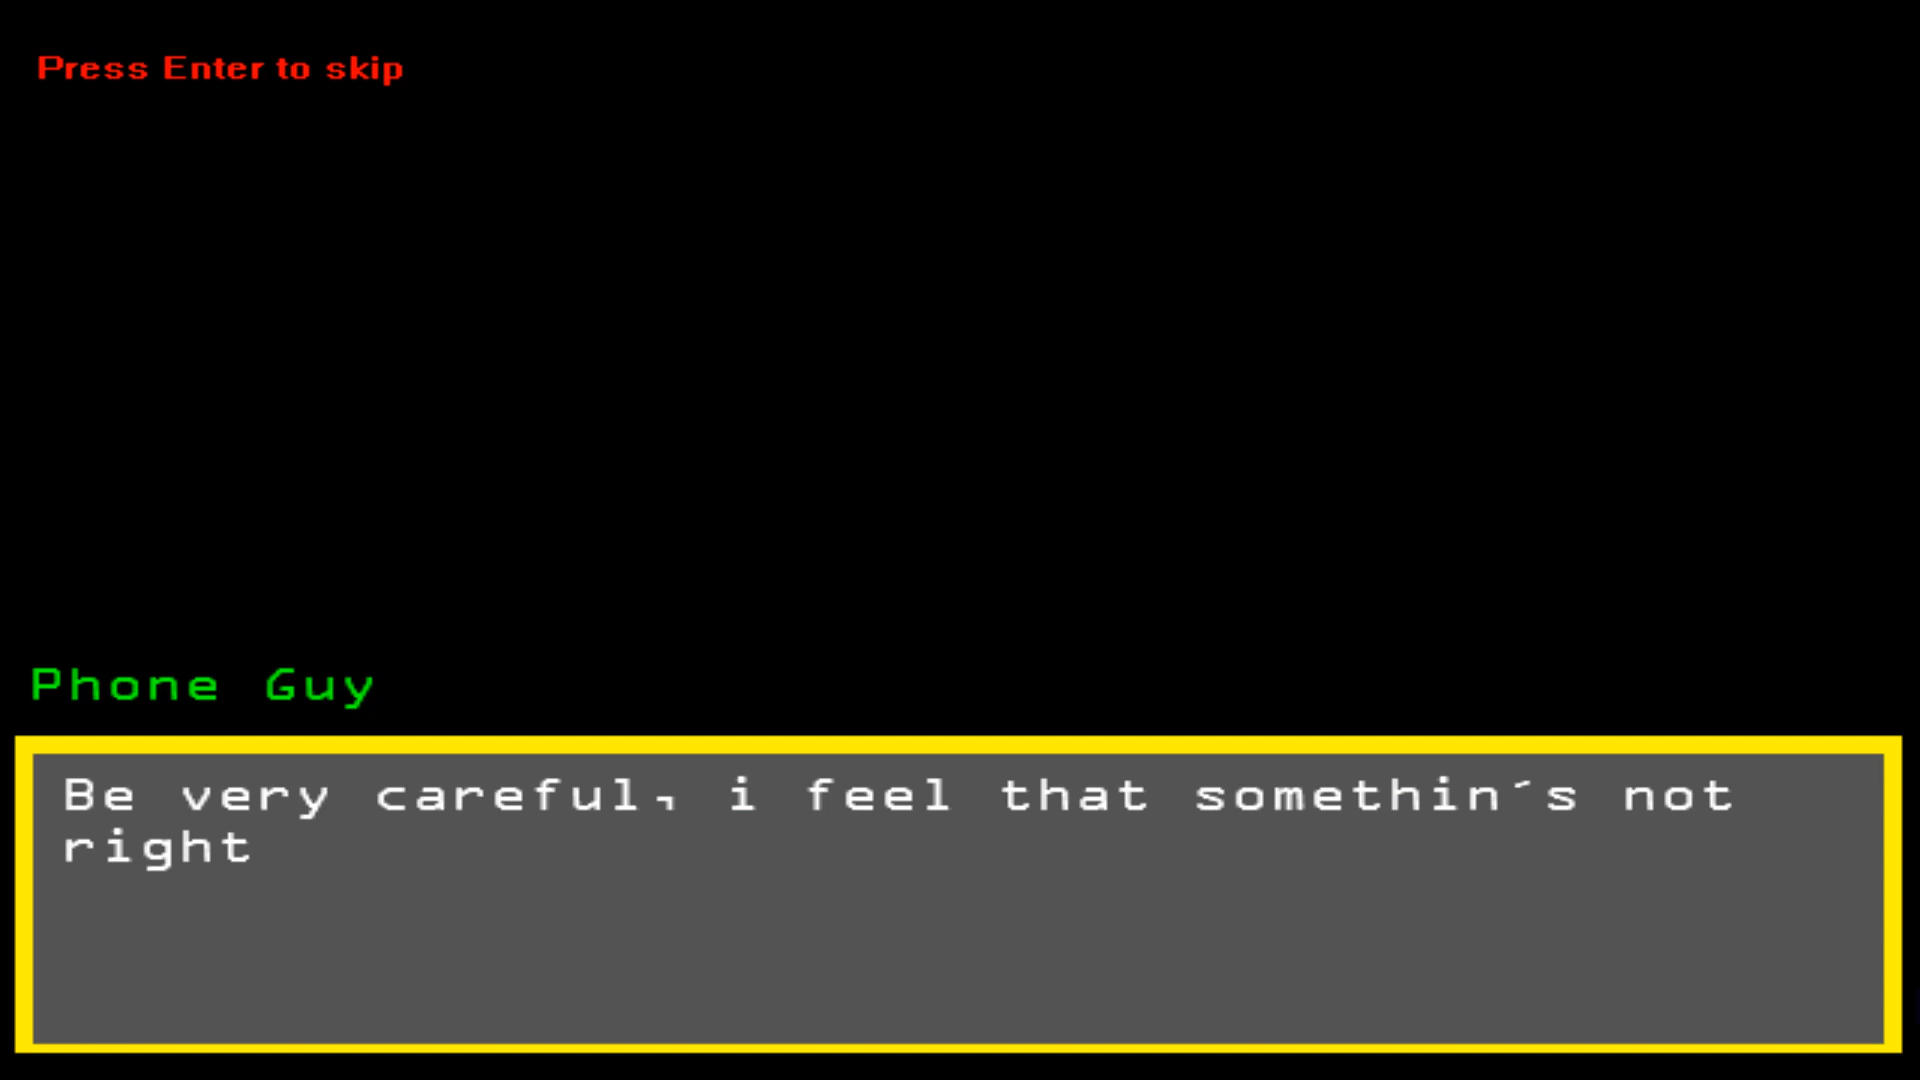 Press Enter to skip
Phone Guy
Be very careful, i feel that somethin´s not
right